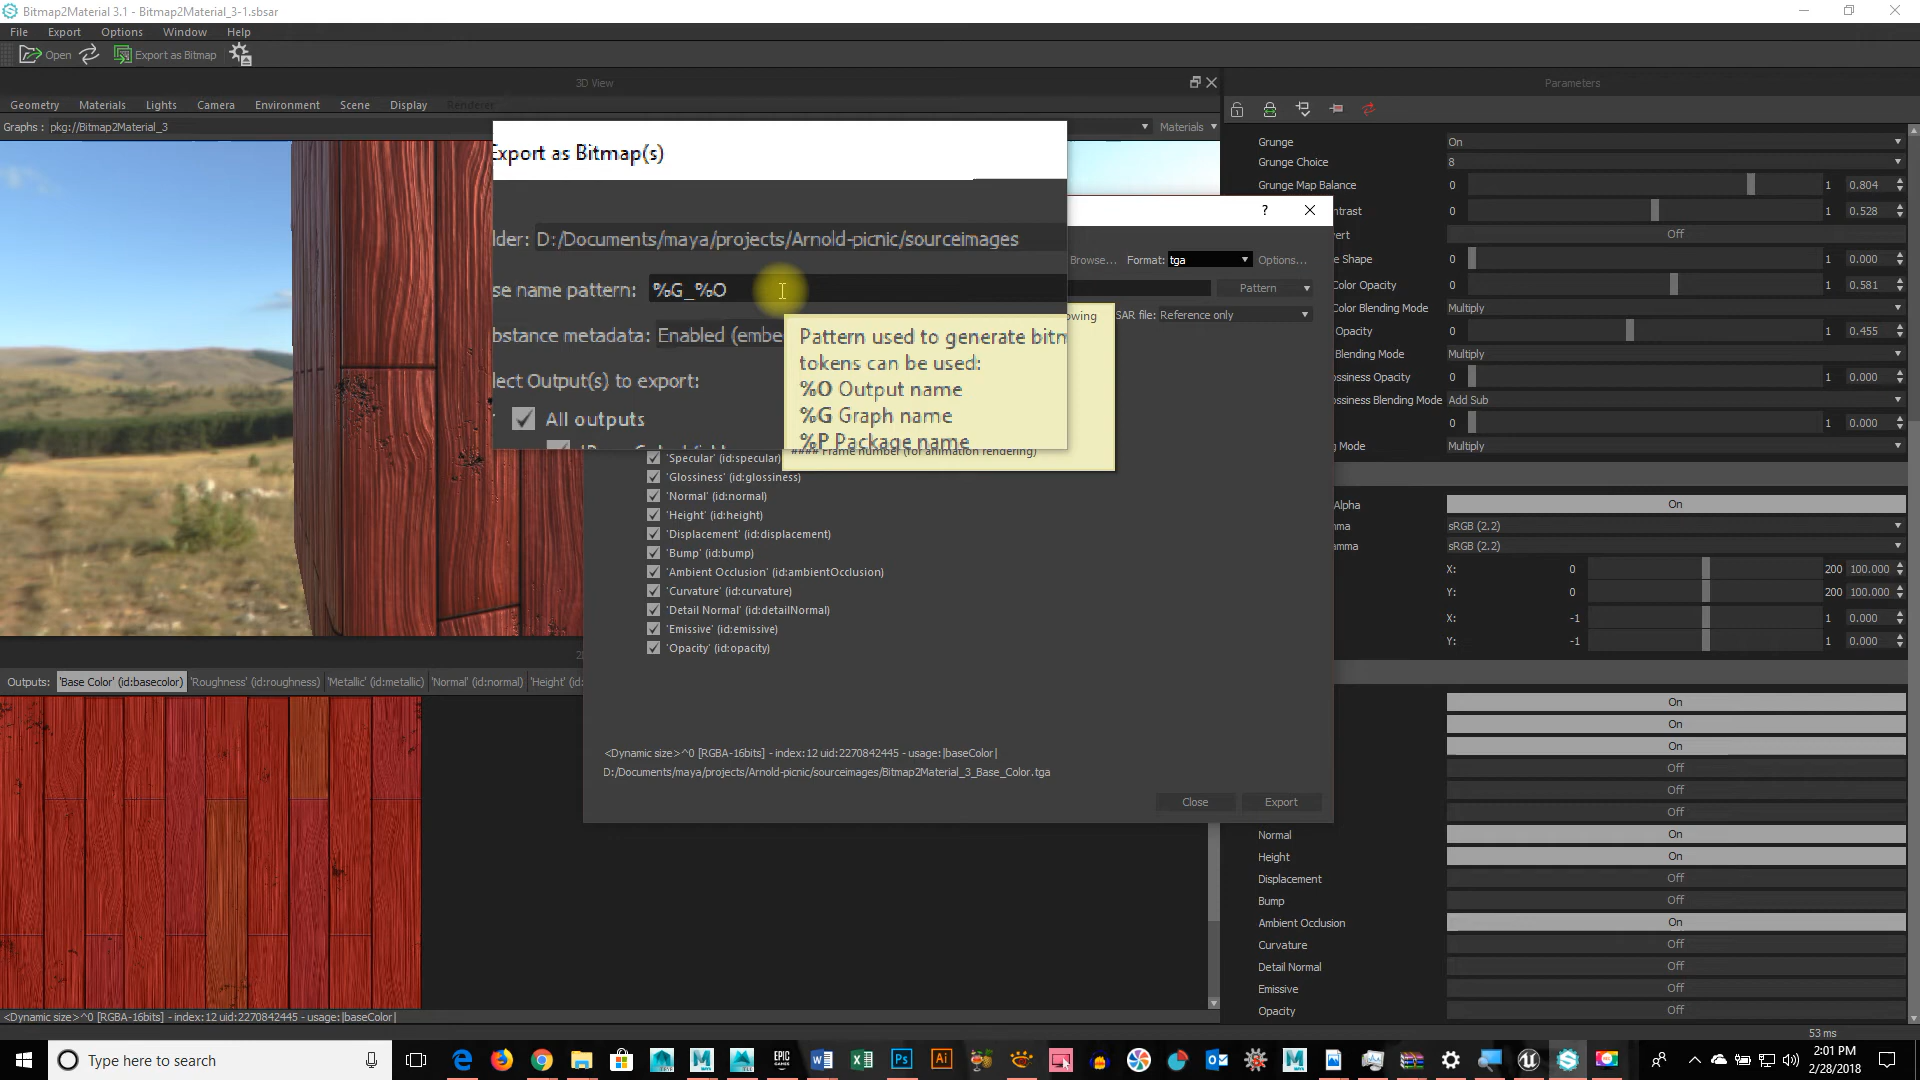 Bitmap2Material 3.1 - Bitmap2Material_3-1.sbsar
File Export Options Window Help
Open Export as Bitmap
3D View
Parameters
Geometry Materials Lights Camera Environment Scene Display Renderer
Graphs : pkg://Bitmap2Material_3
Materials
Export as Bitmap(s)
? 
D:/Documents/maya/projects/Arnold-picnic/sourceimages
Browse... Format: tga Options...
name pattern: %G_%O
Pattern
metadata: Enabled
SAR file: Reference only
Output(s) to export:
All outputs
Pattern used to generate
tokens can be used:
%O Output name
%G Graph name
%P Package name
#### Frame number (for animation rendering)
'Specular' (id:specular)
'Glossiness' (id:glossiness)
'Normal' (id:normal)
'Height' (id:height)
'Displacement' (id:displacement)
'Bump' (id:bump)
'Ambient Occlusion' (id:ambientOcclusion)
'Curvature' (id:curvature)
'Detail Normal' (id:detailNormal)
'Emissive' (id:emissive)
'Opacity' (id:opacity)
<Dynamic size>^0 [RGBA-16bits] - index:12 uid:2270842445 - usage:|baseColor|
D:/Documents/maya/projects/Arnold-picnic/sourceimages/Bitmap2Material_3_Base_Color.tga
Close Export
Grunge On
Grunge Choice 8
Grunge Map Balance 0 1 0.804
0 1 0.528
Off
Shape 0 1 0.000
Color Opacity 0 1 0.581
Color Blending Mode Multiply
Opacity 0 1 0.455
Blending Mode Multiply
Opacity 0 1 0.000
Blending Mode Add Sub
0 1 0.000
Mode Multiply
Alpha On
sRGB (2.2)
sRGB (2.2)
X: 0 200 100.000
Y: 0 200 100.000
X: -1 1 0.000
Y: -1 1 0.000
On
On
On
Off
Off
Off
Normal On
Height On
Displacement Off
Bump Off
Ambient Occlusion On
Curvature Off
Detail Normal Off
Emissive Off
Opacity Off
Outputs: 'Base Color' (id:basecolor) 'Roughness' (id:roughness) 'Metallic' (id:metallic) 'Normal' (id:normal) 'Height' (id:
<Dynamic size>^0 [RGBA-16bits] - index:12 uid:2270842445 - usage:|baseColor|
53 ms
Type here to search
EPIC GAMES
2:01 PM
2/28/2018